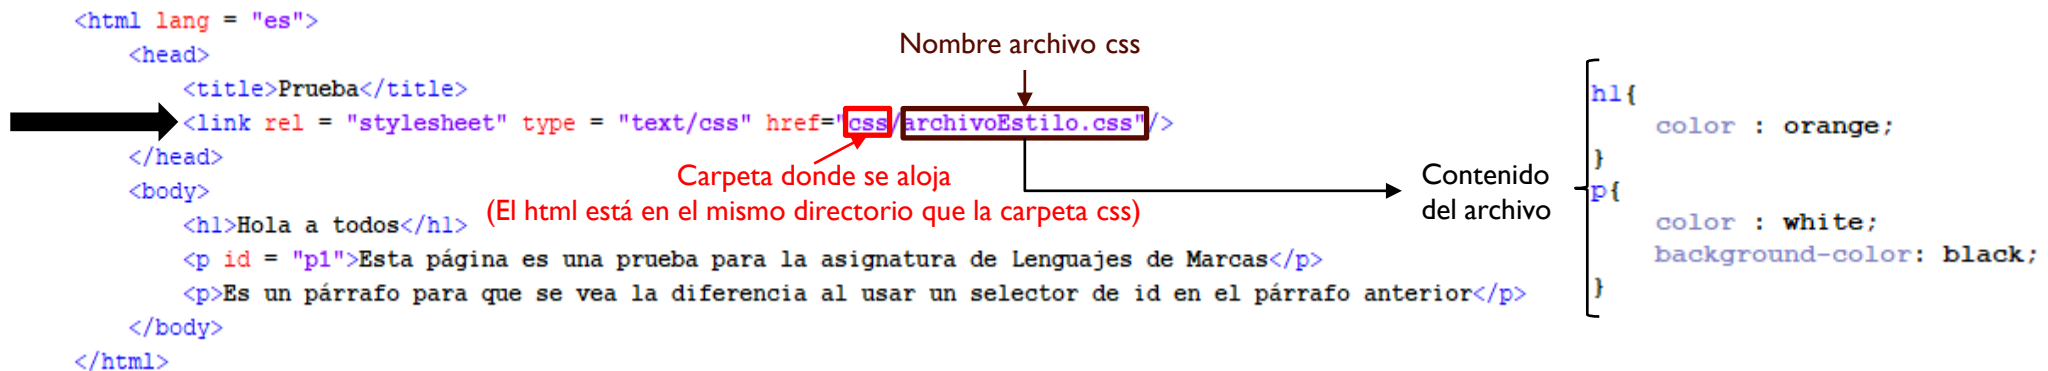 <html lang = "es">
<head>
<title>Prueba</title>
<link rel = "stylesheet" type = "text/css" href="css/archivoEstilo.css"/>
</head>
<body>
<h1>Hola a todos</h1>
<p id = "p1">Esta página es una prueba para la asignatura de Lenguajes de Marcas</p>
<p>Es un párrafo para que se vea la diferencia al usar un selector de id en el párrafo anterior</p>
</body>
</html>
Nombre archivo css
Carpeta donde se aloja
(El html está en el mismo directorio que la carpeta css)
Contenido
del archivo
h1{
color : orange;
}
p{
color : white;
background-color: black;
}